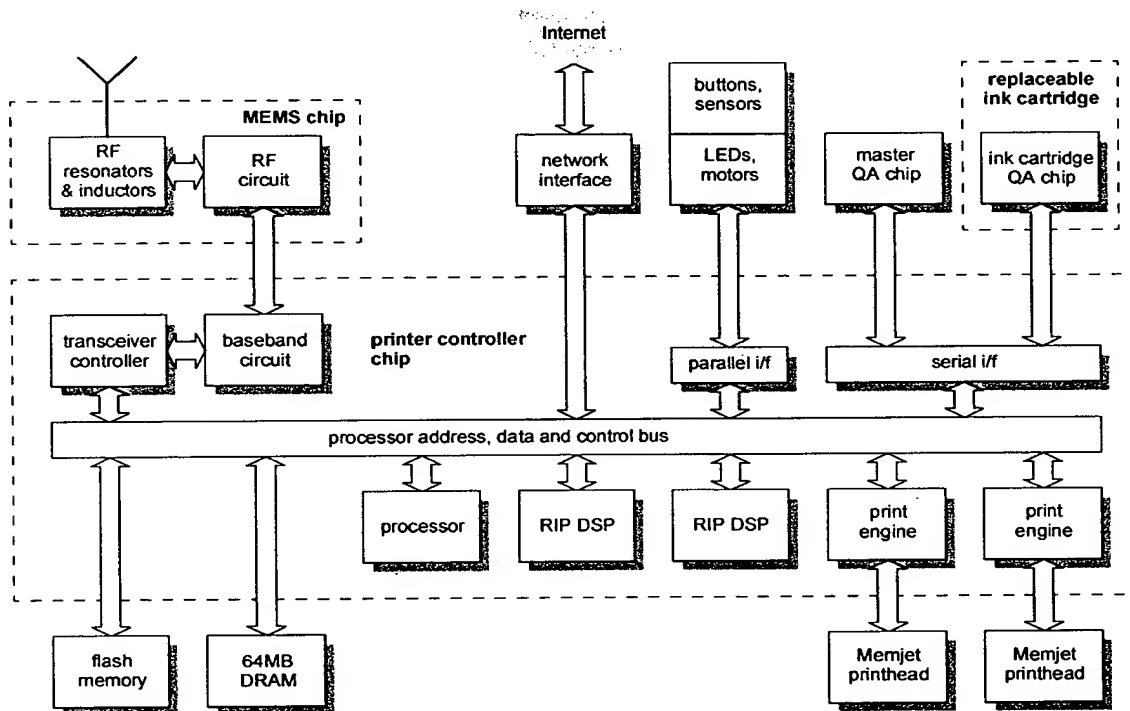 Internet
MEMS chip
RF
resonators
& inductors
RF
circuit
network
interface
buttons,
sensors
LEDs,
motors
master
QA chip
replaceable
ink cartridge
ink cartridge
QA chip
transceiver
controller
baseband
circuit
printer controller
chip
parallel i/f
serial i/f
processor address, data and control bus
processor
RIP DSP
RIP DSP
print
engine
print
engine
flash
memory
64MB
DRAM
Memjet
printhead
Memjet
printhead